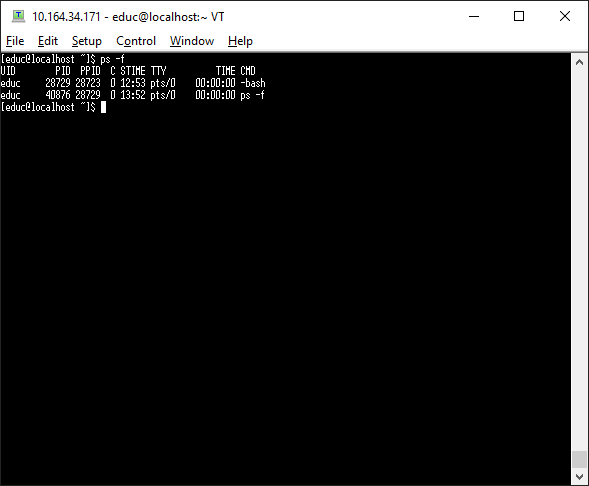 10.164.34.171 - educ@localhost:~ VT
File Edit Setup Control Window Help
[educ@localhost ~]$ ps -f
UID PID PPID C STIME TTY TIME CMD
educ 28729 28723 0 12:53 pts/0 00:00:00 -bash
educ 40876 28729 0 13:52 pts/0 00:00:00 ps -f
[educ@localhost ~]$